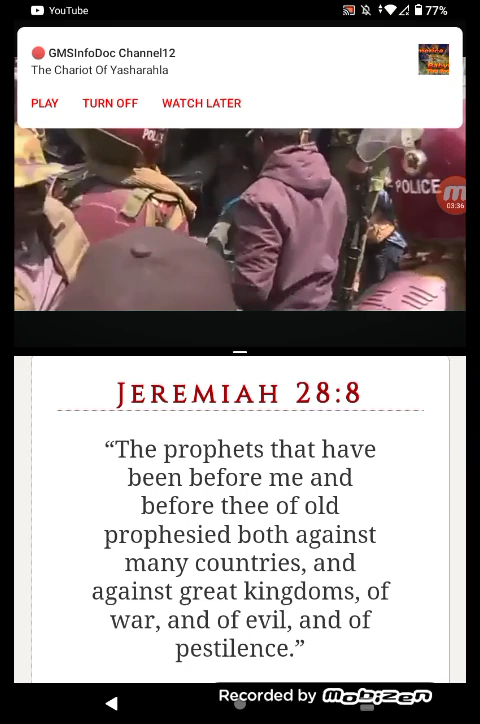 YouTube
77%
GMSInfoDoc Channel12
The Chariot Of Yasharahla
PLAY TURN OFF WATCH LATER
POLICE
POLICE
03:36
JEREMIAH 28:8
“The prophets that have
been before me and
before thee of old
prophesied both against
many countries, and
against great kingdoms, of
war, and of evil, and of
pestilence.”
Recorded by Mobizen